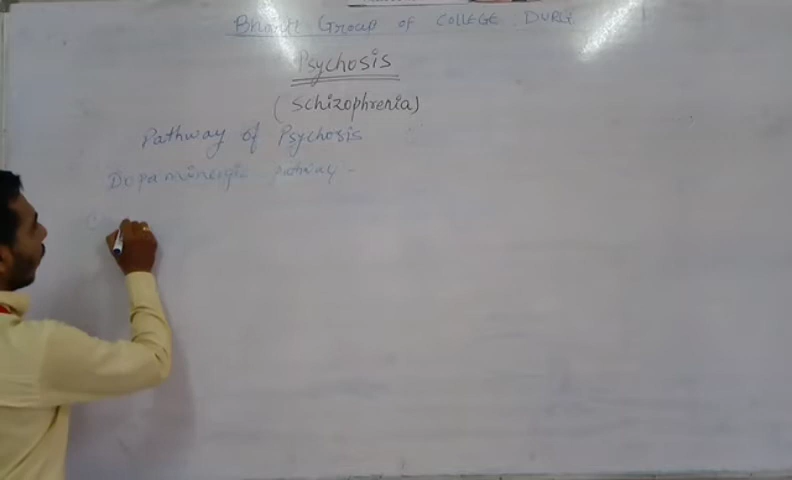 Bharti Group of COLLEGE DURG
Psychosis
(Schizophrenia)
Pathway of Psychosis
Dopaminergic pathway -